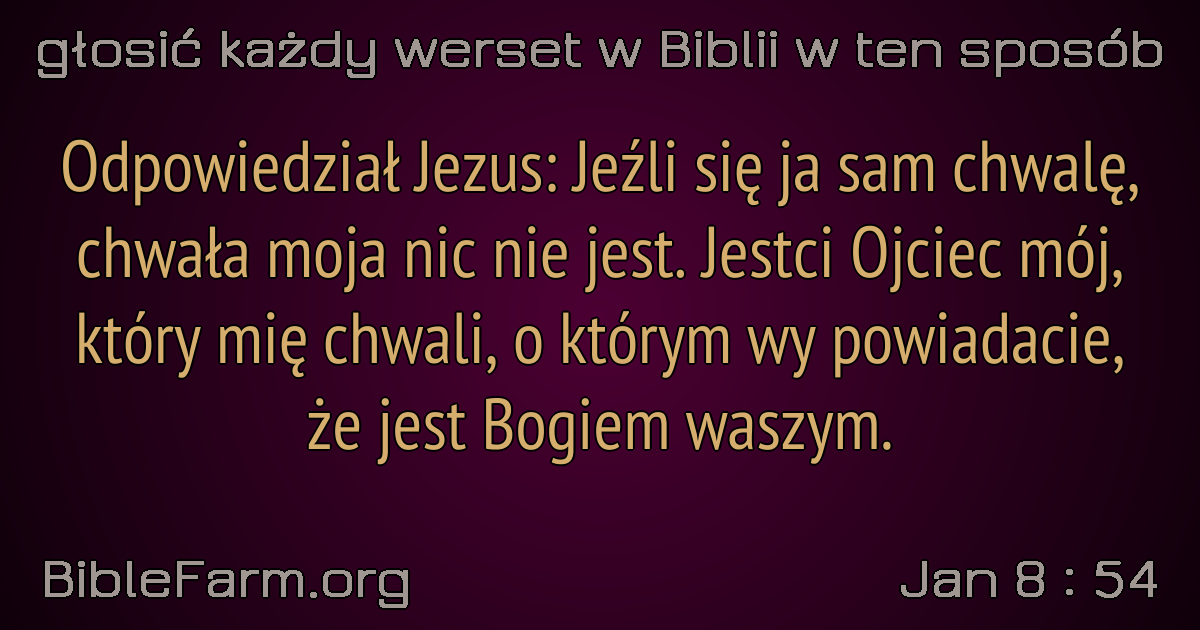 głosić każdy werset w Biblii w ten sposób
Odpowiedział Jezus: Jeźli się ja sam chwalę,
chwała moja nic nie jest. Jestci Ojciec mój,
który mię chwali, o którym wy powiadacie,
że jest Bogiem waszym.
BibleFarm.org
Jan 8 : 54